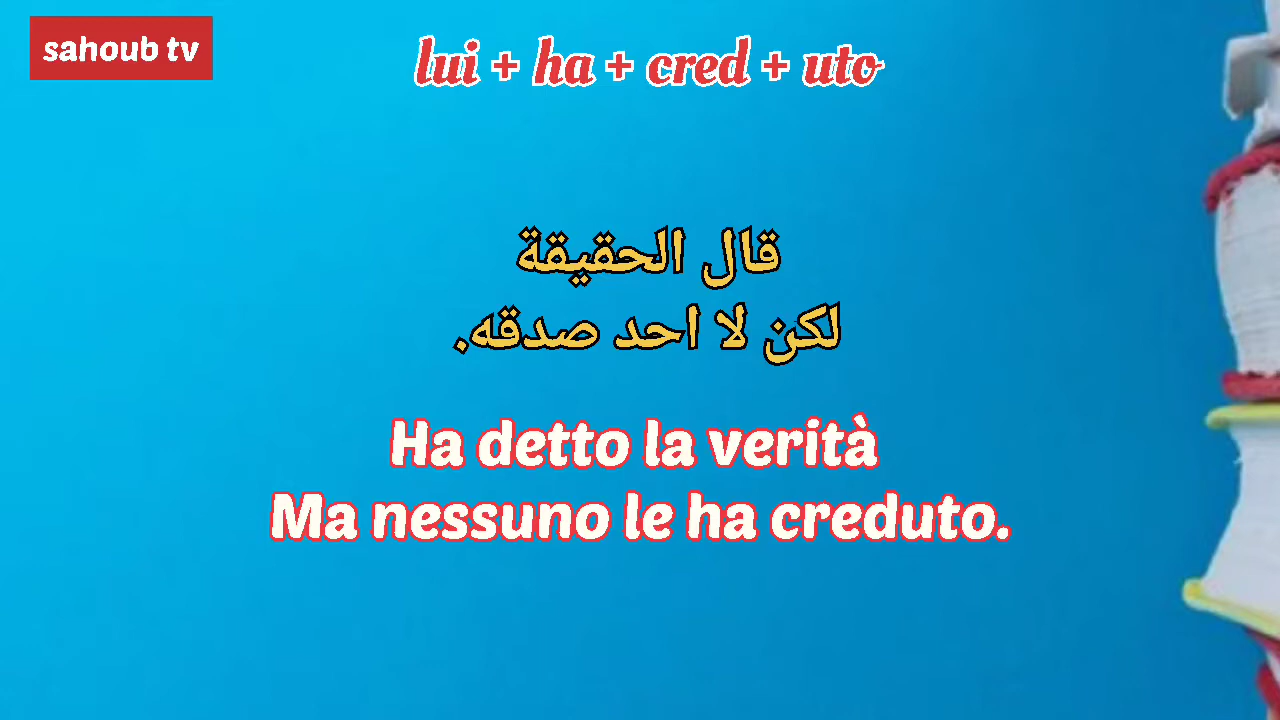 sahoub tv
lui + ha + cred + uto
قال الحقيقة
لكن لا احد صدقه.
Ha detto la verità
Ma nessuno le ha creduto.